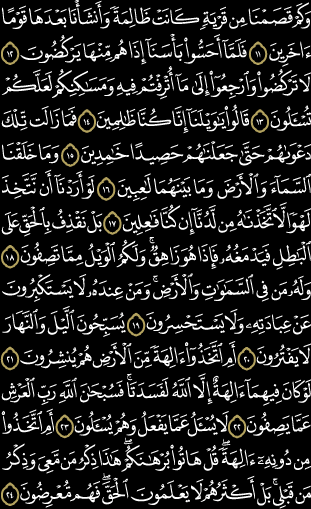 وَكَمْ قَصَمْنَا مِن قَرْيَةٍ كَانَتْ ظَالِمَةً وَأَنشَأْنَا بَعْدَهَا قَوْمًا
ءَاخَرِينَ ١١ فَلَمَّآ أَحَسُّوا۟ بَأْسَنَآ إِذَا هُم مِّنْهَا يَرْكُضُونَ ١٢
لَا تَرْكُضُوا۟ وَٱرْجِعُوٓا۟ إِلَىٰ مَآ أُتْرِفْتُمْ فِيهِ وَمَسَٰكِنِكُمْ لَعَلَّكُمْ
تُسْـَٔلُونَ ١٣ قَالُوا۟ يَٰوَيْلَنَآ إِنَّا كُنَّا ظَٰلِمِينَ ١٤ فَمَا زَالَت تِّلْكَ
دَعْوَىٰهُمْ حَتَّىٰ جَعَلْنَٰهُمْ حَصِيدًا خَٰمِدِينَ ١٥ وَمَا خَلَقْنَا
ٱلسَّمَآءَ وَٱلْأَرْضَ وَمَا بَيْنَهُمَا لَٰعِبِينَ ١٦ لَوْ أَرَدْنَآ أَن نَّتَّخِذَ
لَهْوًا لَّٱتَّخَذْنَٰهُ مِن لَّدُنَّآ إِن كُنَّا فَٰعِلِينَ ١٧ بَلْ نَقْذِفُ بِٱلْحَقِّ عَلَى
ٱلْبَٰطِلِ فَيَدْمَغُهُۥ فَإِذَا هُوَ زَاهِقٌ ۚ وَلَكُمُ ٱلْوَيْلُ مِمَّا تَصِفُونَ ١٨
وَلَهُۥ مَن فِى ٱلسَّمَٰوَٰتِ وَٱلْأَرْضِ ۚ وَمَنْ عِندَهُۥ لَا يَسْتَكْبِرُونَ
عَنْ عِبَادَتِهِۦ وَلَا يَسْتَحْسِرُونَ ١٩ يُسَبِّحُونَ ٱلَّيْلَ وَٱلنَّهَارَ
لَا يَفْتُرُونَ ٢٠ أَمِ ٱتَّخَذُوٓا۟ ءَالِهَةً مِّنَ ٱلْأَرْضِ هُمْ يُنشِرُونَ ٢١
لَوْ كَانَ فِيهِمَآ ءَالِهَةٌ إِلَّا ٱللَّهُ لَفَسَدَتَا ۚ فَسُبْحَٰنَ ٱللَّهِ رَبِّ ٱلْعَرْشِ
عَمَّا يَصِفُونَ ٢٢ لَا يُسْـَٔلُ عَمَّا يَفْعَلُ وَهُمْ يُسْـَٔلُونَ ٢٣ أَمِ ٱتَّخَذُوا۟
مِن دُونِهِۦٓ ءَالِهَةً ۖ قُلْ هَاتُوا۟ بُرْهَٰنَكُمْ ۖ هَٰذَا ذِكْرُ مَن مَّعِىَ وَذِكْرُ
مَن قَبْلِى ۗ بَلْ أَكْثَرُهُمْ لَا يَعْلَمُونَ ٱلْحَقَّ ۖ فَهُم مُّعْرِضُونَ ٢٤